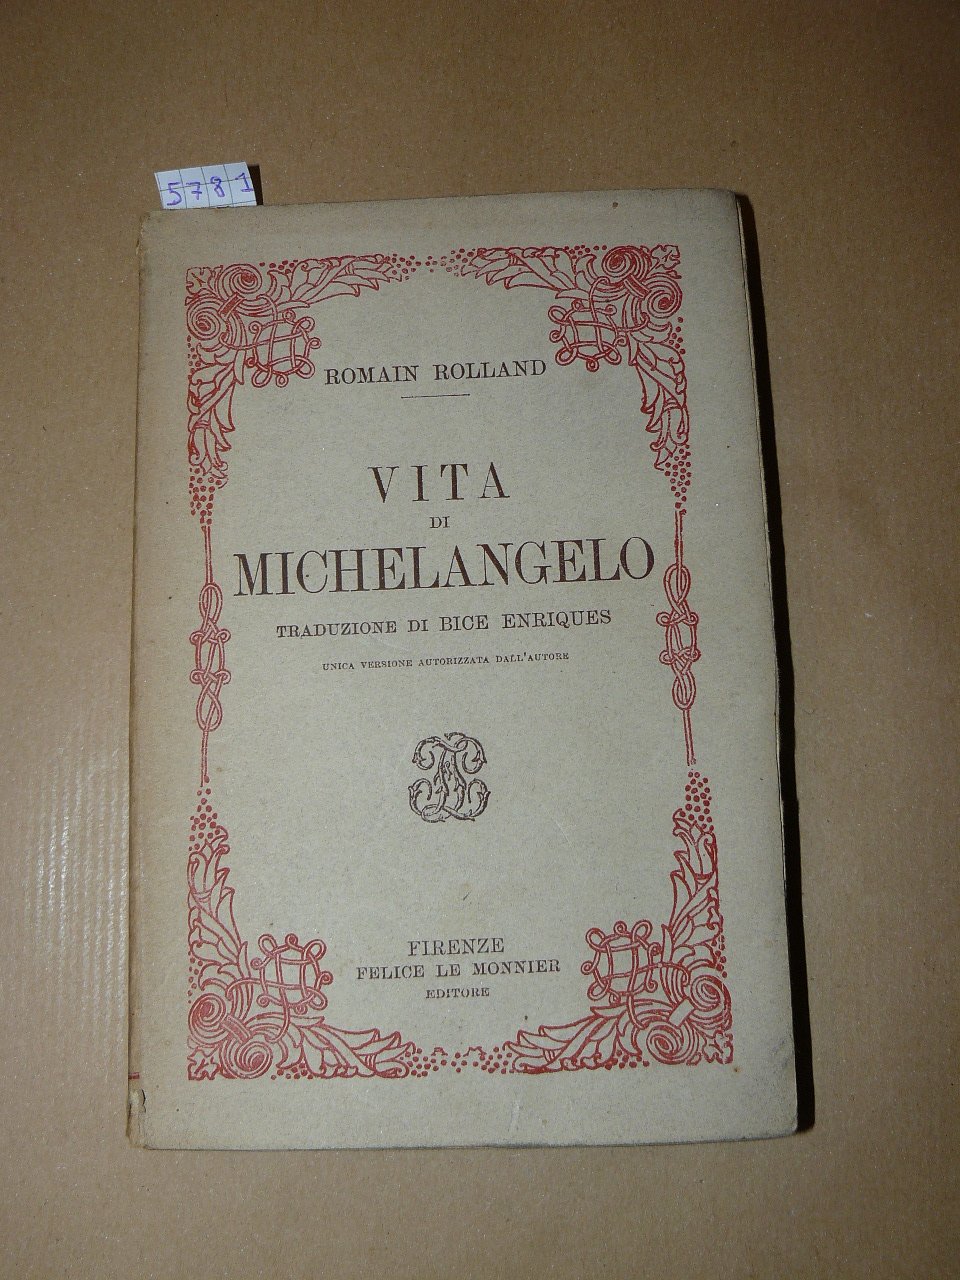 5781
ROMAIN ROLLAND
VITA
DI
MICHELANGELO
TRADUZIONE DI BICE ENRIQUES
UNICA VERSIONE AUTORIZZATA DALL'AUTORE
FIRENZE
FELICE LE MONNIER
EDITORE